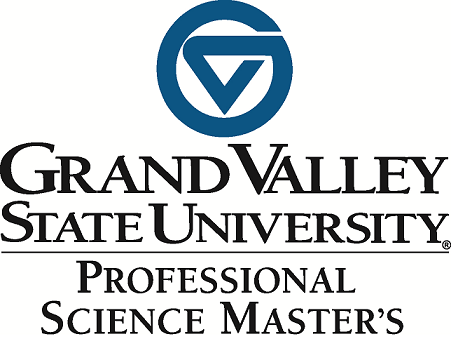 GRAND VALLEY
STATE UNIVERSITY®
PROFESSIONAL
SCIENCE MASTER'S